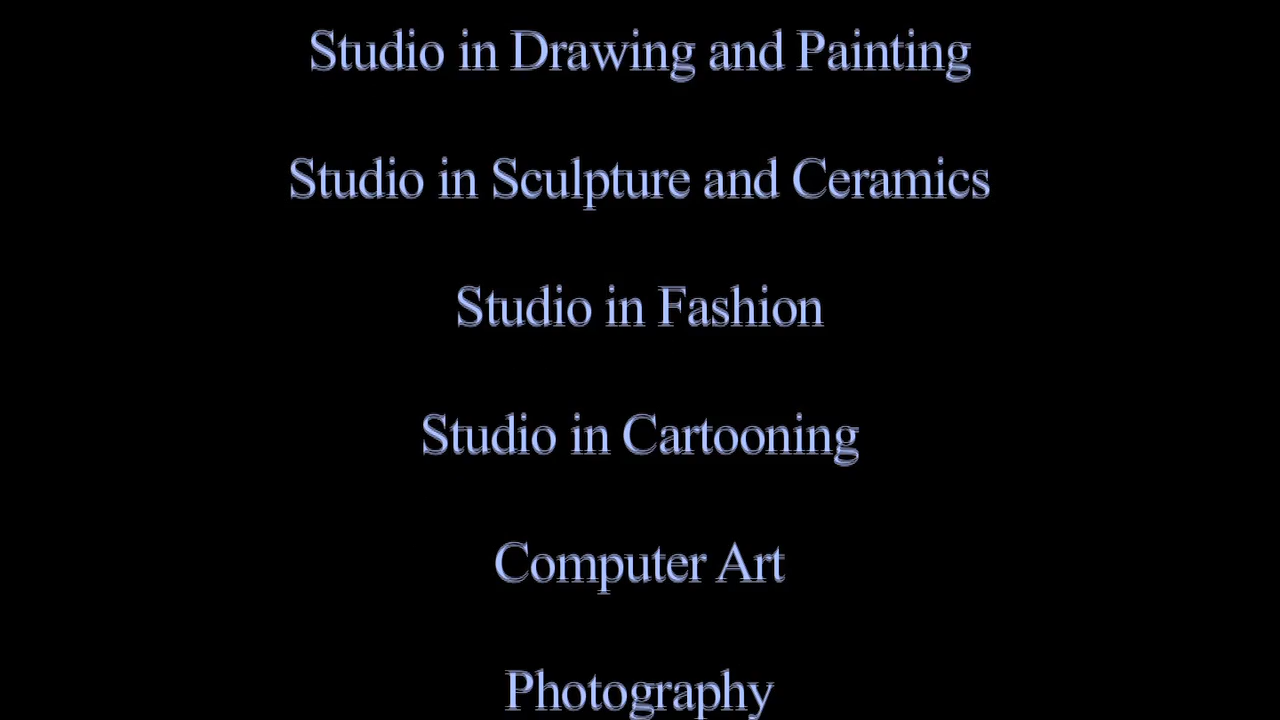 Studio in Drawing and Painting
Studio in Sculpture and Ceramics
Studio in Fashion
Studio in Cartooning
Computer Art
Photography